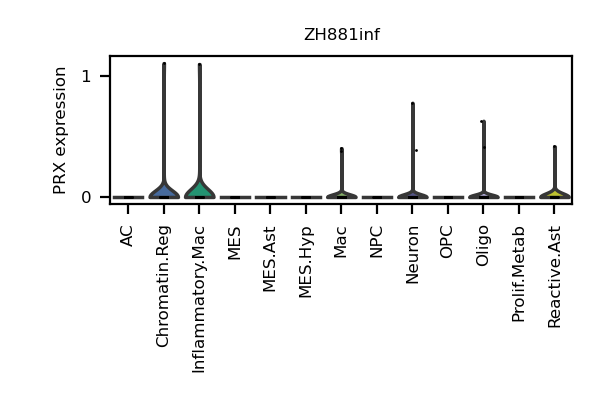 ZH881inf
PRX expression
1
0
AC
Chromatin.Reg
Inflammatory.Mac
MES
MES.Ast
MES.Hyp
Mac
NPC
Neuron
OPC
Oligo
Prolif.Metab
Reactive.Ast